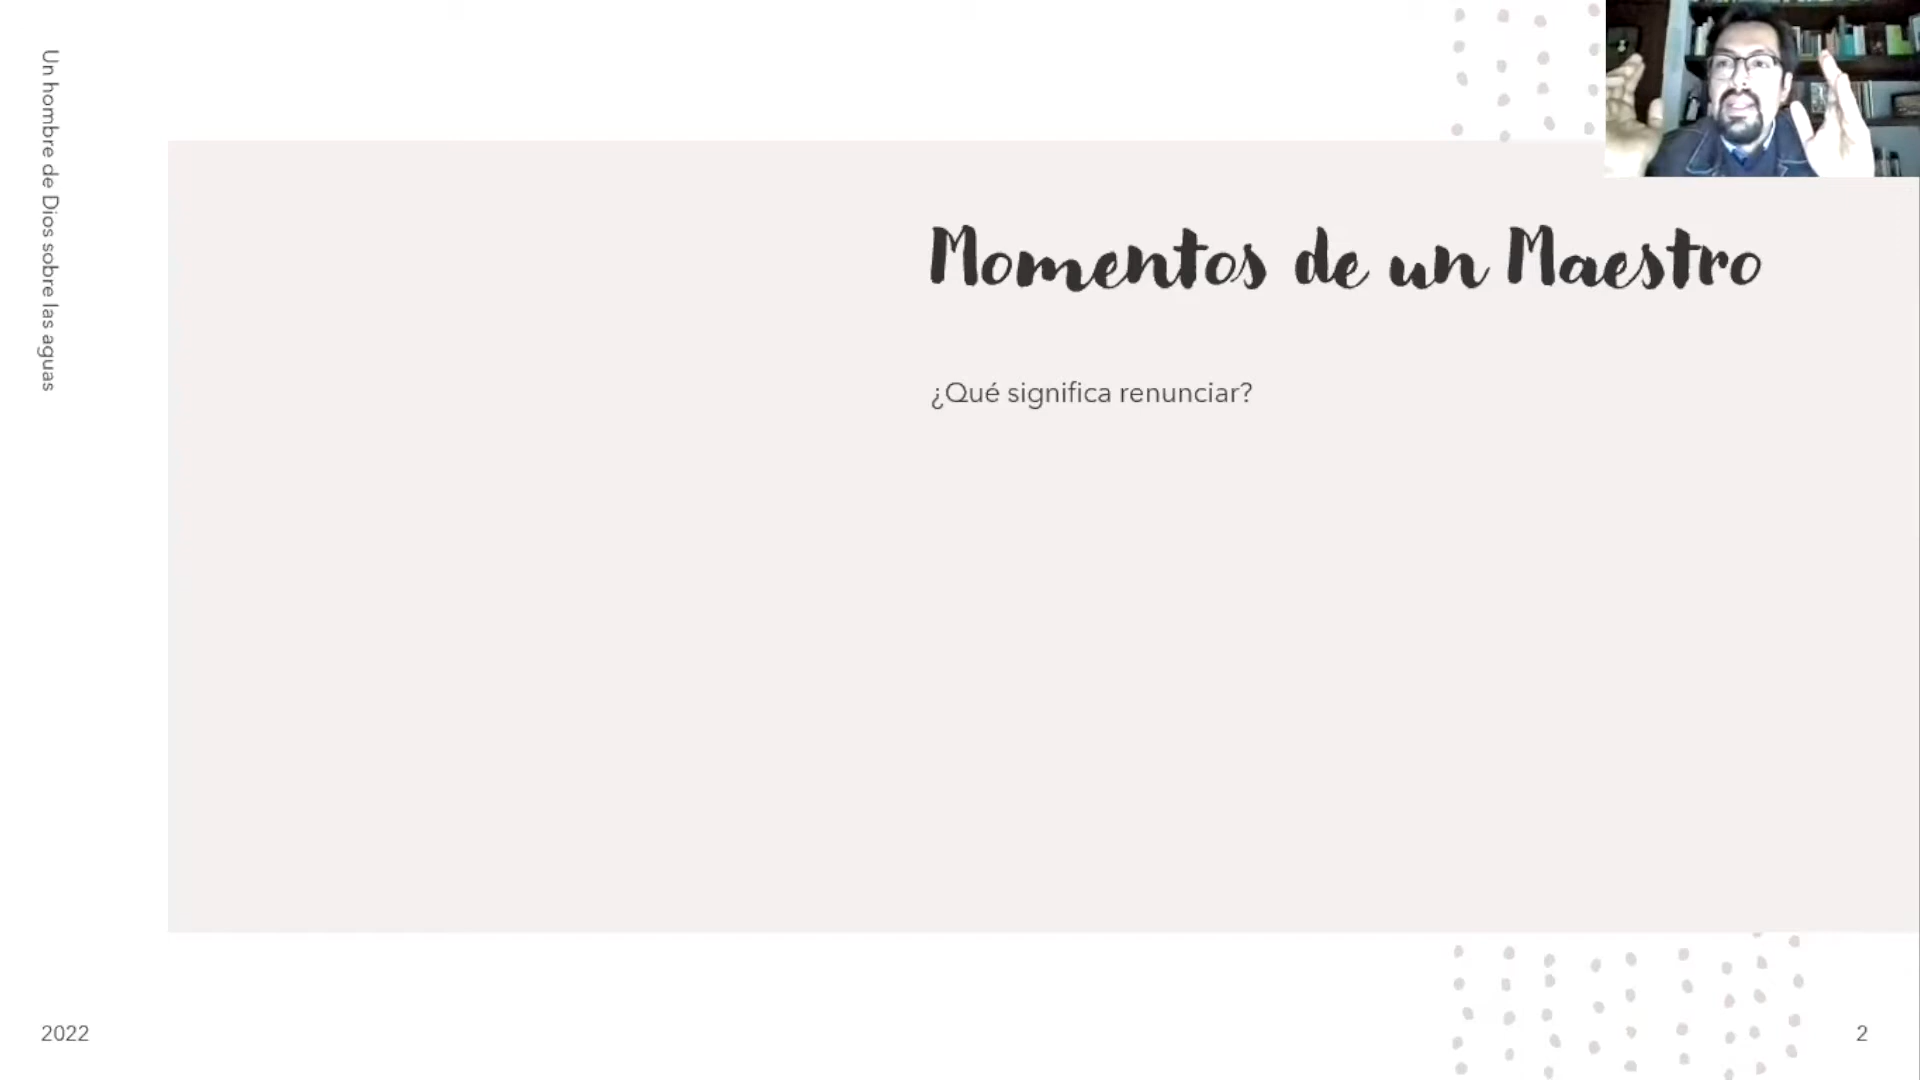 Un hombre de Dios sobre las aguas
Momentos de un Maestro
¿Qué significa renunciar?
2022
2